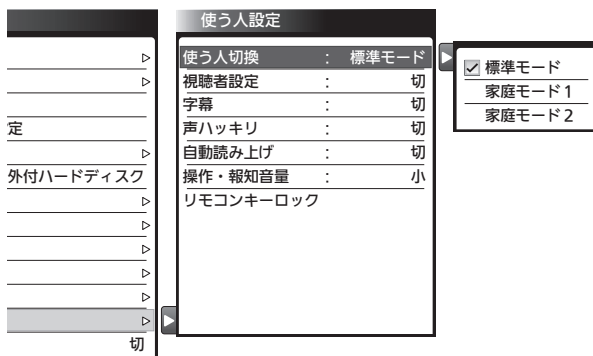 定
外付ハードディスク
切
使う人設定
使う人切換 : 標準モード
視聴者設定 : 切
字幕 : 切
声ハッキリ : 切
自動読み上げ : 切
操作・報知音量 : 小
リモコンキーロック
標準モード
家庭モード1
家庭モード2